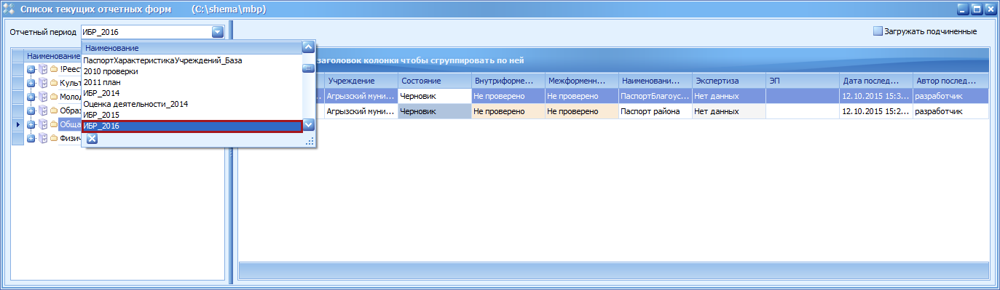 Список текущих отчетных форм (C:\shema\mbp)
Отчетный период ИБР_2016
Загружать подчиненные
Наименование
Наименование
ПаспортХарактеристикаУчреждений_База
2010 проверки
2011 план
ИБР_2014
Оценка деятельности_2014
ИБР_2015
ИБР_2016
!Реест
Культ
Молод
Образ
Обща
Физич
заголовок колонки чтобы сгруппировать по ней
Учреждение Состояние Внутриформе... Межформенн... Наименовани... Экспертиза ЭП Дата послед... Автор послед...
Агрызский муни... Черновик Не проверено Не проверено ПаспортБлагоус... Нет данных 12.10.2015 15:3... разработчик
Агрызский муни... Черновик Не проверено Не проверено Паспорт района Нет данных 12.10.2015 15:2... разработчик